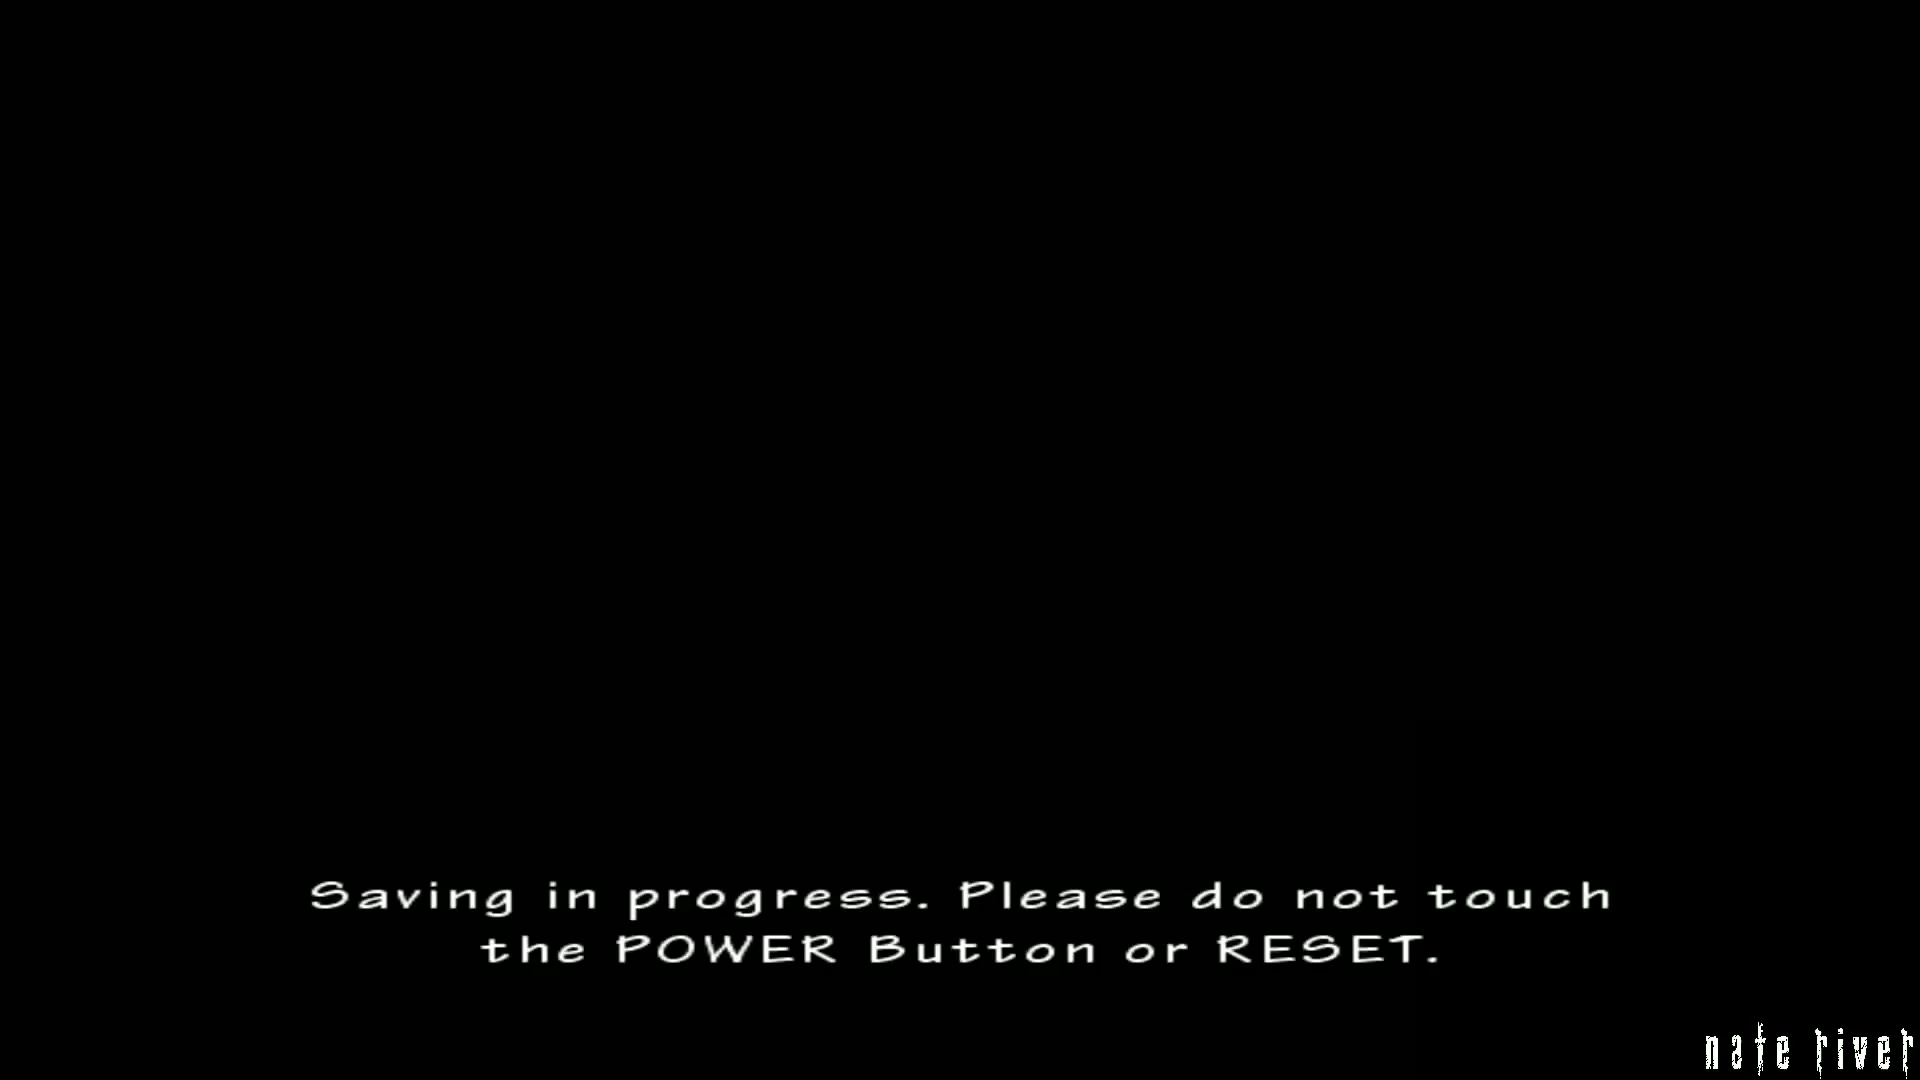 Saving in progress. Please do not touch
the POWER Button or RESET.
nate river